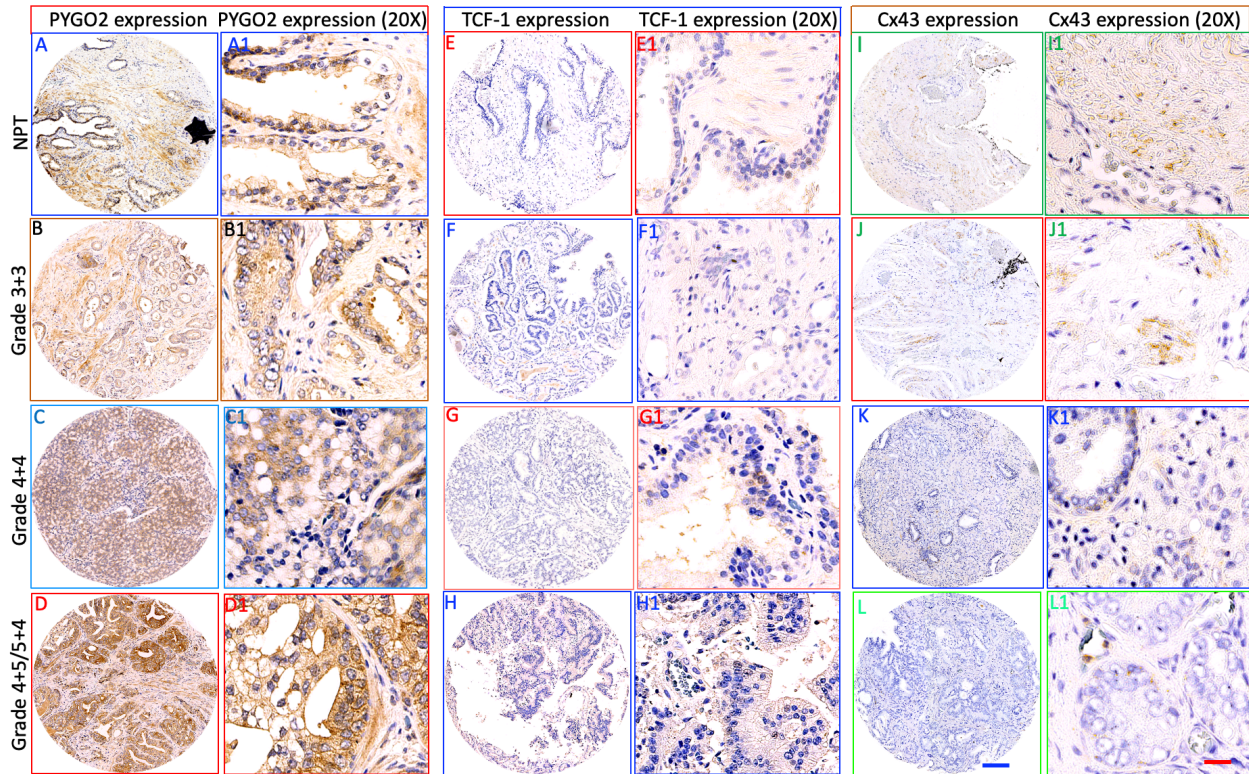 PYGO2 expression PYGO2 expression (20X) TCF-1 expression TCF-1 expression (20X) Cx43 expression Cx43 expression (20X)
NPT
A A1 E E1 I I1
Grade 3+3
B B1 F F1 J J1
Grade 4+4
C C1 G G1 K K1
Grade 4+5/5+4
D D1 H H1 L L1